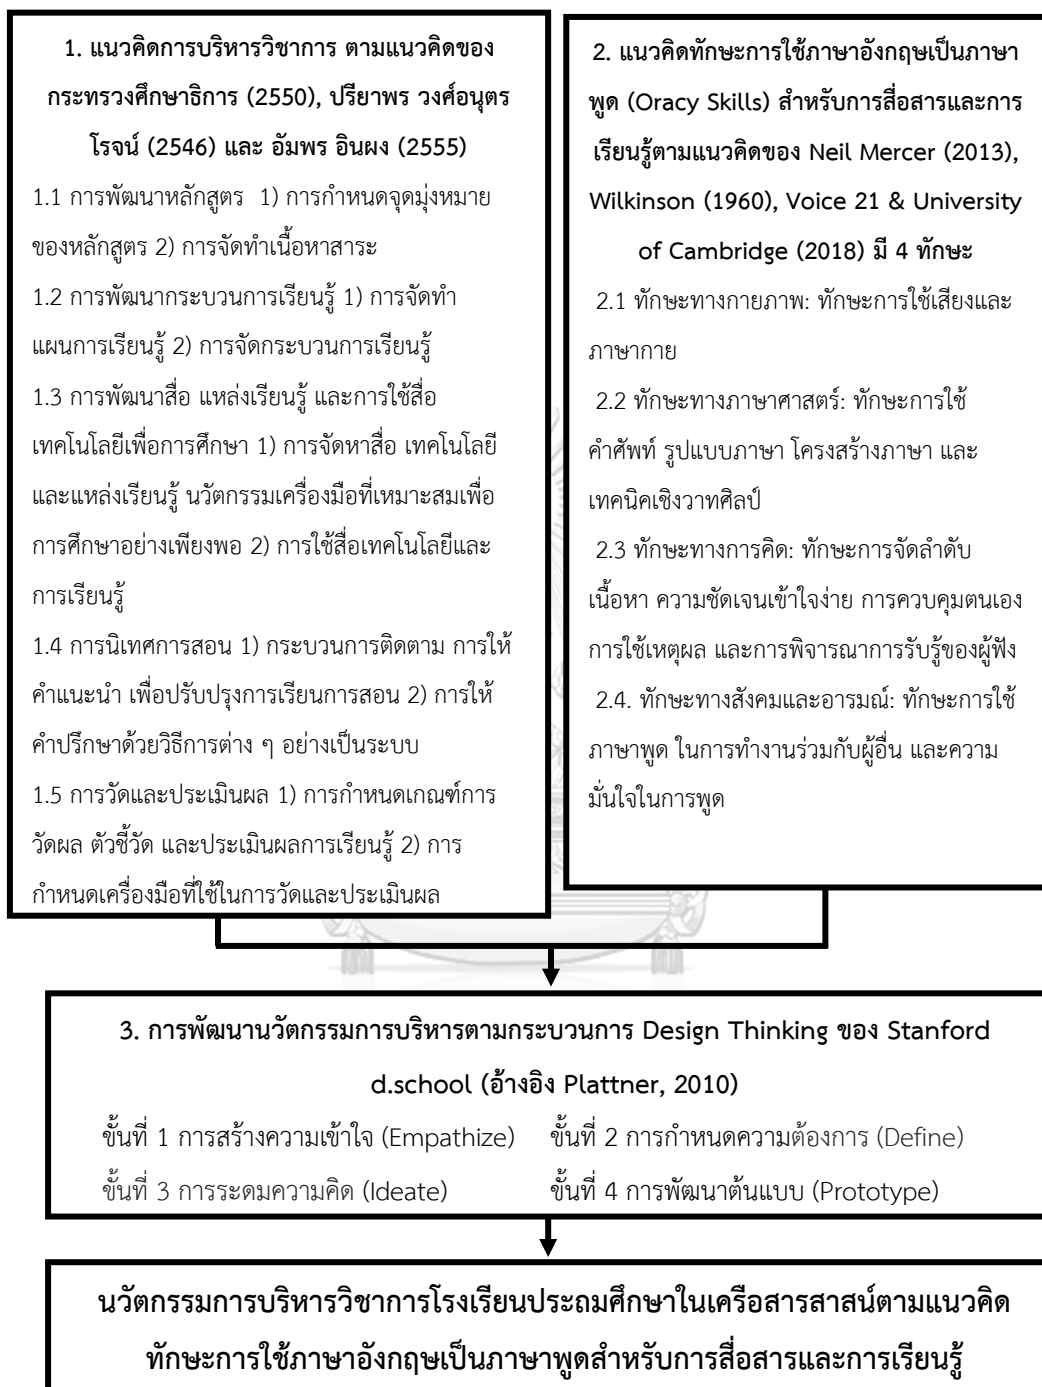 1. แนวคิดการบริหารวิชาการ ตามแนวคิดของ
กระทรวงศึกษาธิการ (2550), ปรียาพร วงศ์อนุตร
โรจน์ (2546) และ อัมพร อินผง (2555)
1.1 การพัฒนาหลักสูตร 1) การกำหนดจุดมุ่งหมาย
ของหลักสูตร 2) การจัดทำเนื้อหาสาระ
1.2 การพัฒนากระบวนการเรียนรู้ 1) การจัดทำ
แผนการเรียนรู้ 2) การจัดกระบวนการเรียนรู้
1.3 การพัฒนาสื่อ แหล่งเรียนรู้ และการใช้สื่อ
เทคโนโลยีเพื่อการศึกษา 1) การจัดหาสื่อ เทคโนโลยี
และแหล่งเรียนรู้ นวัตกรรมเครื่องมือที่เหมาะสมเพื่อ
การศึกษาอย่างเพียงพอ 2) การใช้สื่อเทคโนโลยีและ
การเรียนรู้
1.4 การนิเทศการสอน 1) กระบวนการติดตาม การให้
คำแนะนำ เพื่อปรับปรุงการเรียนการสอน 2) การให้
คำปรึกษาด้วยวิธีการต่าง ๆ อย่างเป็นระบบ
1.5 การวัดและประเมินผล 1) การกำหนดเกณฑ์การ
วัดผล ตัวชี้วัด และประเมินผลการเรียนรู้ 2) การ
กำหนดเครื่องมือที่ใช้ในการวัดและประเมินผล
2. แนวคิดทักษะการใช้ภาษาอังกฤษเป็นภาษา
พูด (Oracy Skills) สำหรับการสื่อสารและการ
เรียนรู้ตามแนวคิดของ Neil Mercer (2013),
Wilkinson (1960), Voice 21 & University
of Cambridge (2018) มี 4 ทักษะ
2.1 ทักษะทางกายภาพ: ทักษะการใช้เสียงและ
ภาษากาย
2.2 ทักษะทางภาษาศาสตร์: ทักษะการใช้
คำศัพท์ รูปแบบภาษา โครงสร้างภาษา และ
เทคนิคเชิงวาทศิลป์
2.3 ทักษะทางการคิด: ทักษะการจัดลำดับ
เนื้อหา ความชัดเจนเข้าใจง่าย การควบคุมตนเอง
การใช้เหตุผล และการพิจารณาการรับรู้ของผู้ฟัง
2.4. ทักษะทางสังคมและอารมณ์: ทักษะการใช้
ภาษาพูด ในการทำงานร่วมกับผู้อื่น และความ
มั่นใจในการพูด
3. การพัฒนานวัตกรรมการบริหารตามกระบวนการ Design Thinking ของ Stanford
d.school (อ้างอิง Plattner, 2010)
ขั้นที่ 1 การสร้างความเข้าใจ (Empathize) ขั้นที่ 2 การกำหนดความต้องการ (Define)
ขั้นที่ 3 การระดมความคิด (Ideate) ขั้นที่ 4 การพัฒนาต้นแบบ (Prototype)
นวัตกรรมการบริหารวิชาการโรงเรียนประถมศึกษาในเครือสารสาสน์ตามแนวคิด
ทักษะการใช้ภาษาอังกฤษเป็นภาษาพูดสำหรับการสื่อสารและการเรียนรู้